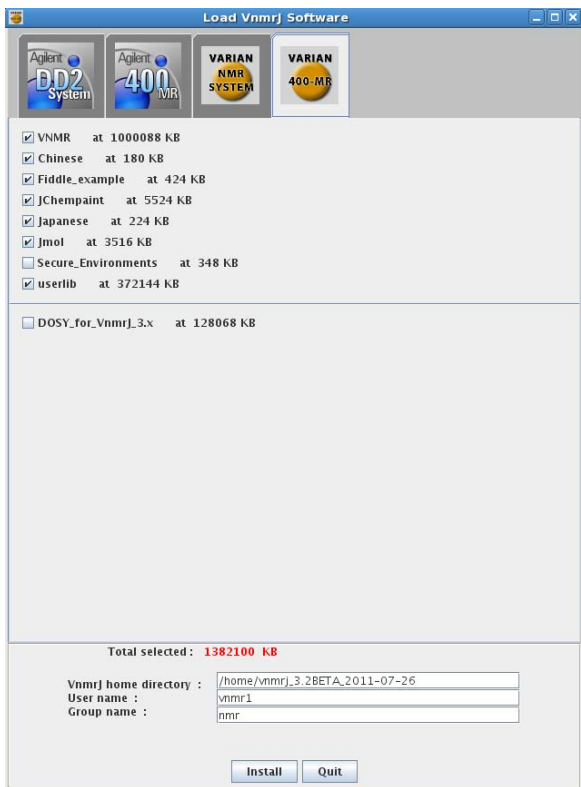 Load VnmrJ Software
Agilent
DD2
System
Agilent
400
MR
VARIAN
NMR
SYSTEM
VARIAN
400-MR
VNMR at 1000088 KB
Chinese at 180 KB
Fiddle_example at 424 KB
JChempaint at 5524 KB
Japanese at 224 KB
Jmol at 3516 KB
Secure_Environments at 348 KB
userlib at 372144 KB
DOSY_for_VnmrJ_3.x at 128068 KB
Total selected: 1382100 KB
VnmrJ home directory : /home/vnmrj_3.2BETA_2011-07-26
User name : vnmr1
Group name : nmr
Install Quit